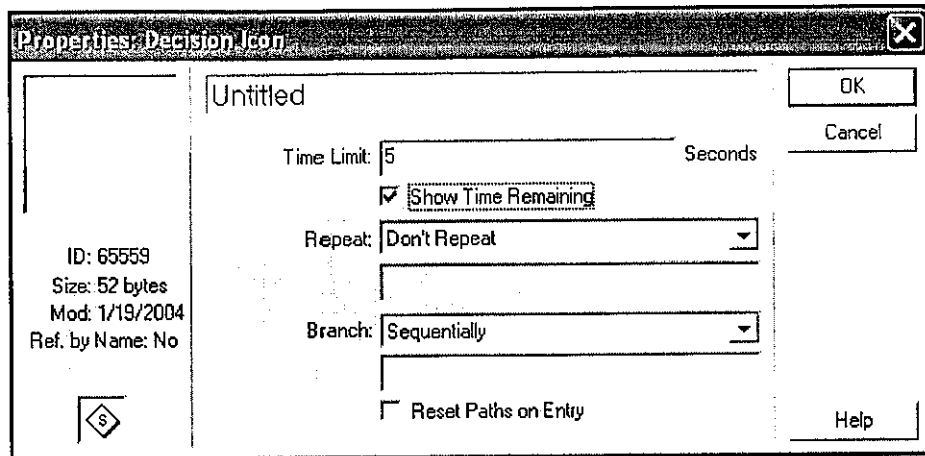 Properties: Decision Icon
Untitled
OK
Cancel
Time Limit: 5 Seconds
Show Time Remaining
Repeat: Don't Repeat
ID: 65559
Size: 52 bytes
Mod: 1/19/2004
Ref. by Name: No
Branch: Sequentially
Reset Paths on Entry
S
Help